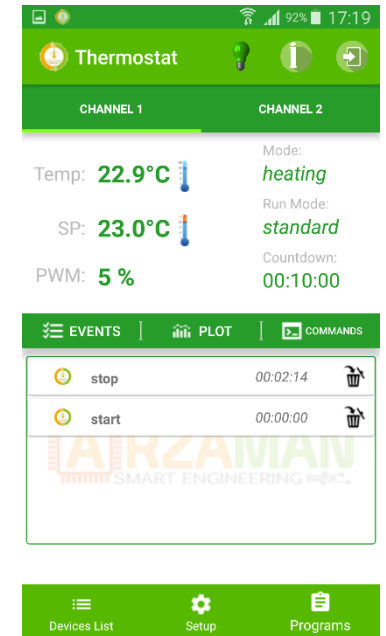 92% 17:19
Thermostat
CHANNEL 1 CHANNEL 2
Mode:
Temp: 22.9°C heating
Run Mode:
SP: 23.0°C standard
Countdown:
PWM: 5 % 00:10:00
EVENTS PLOT COMMANDS
stop 00:02:14
start 00:00:00
ARZAMAN
SMART ENGINEERING
Devices List Setup Programs